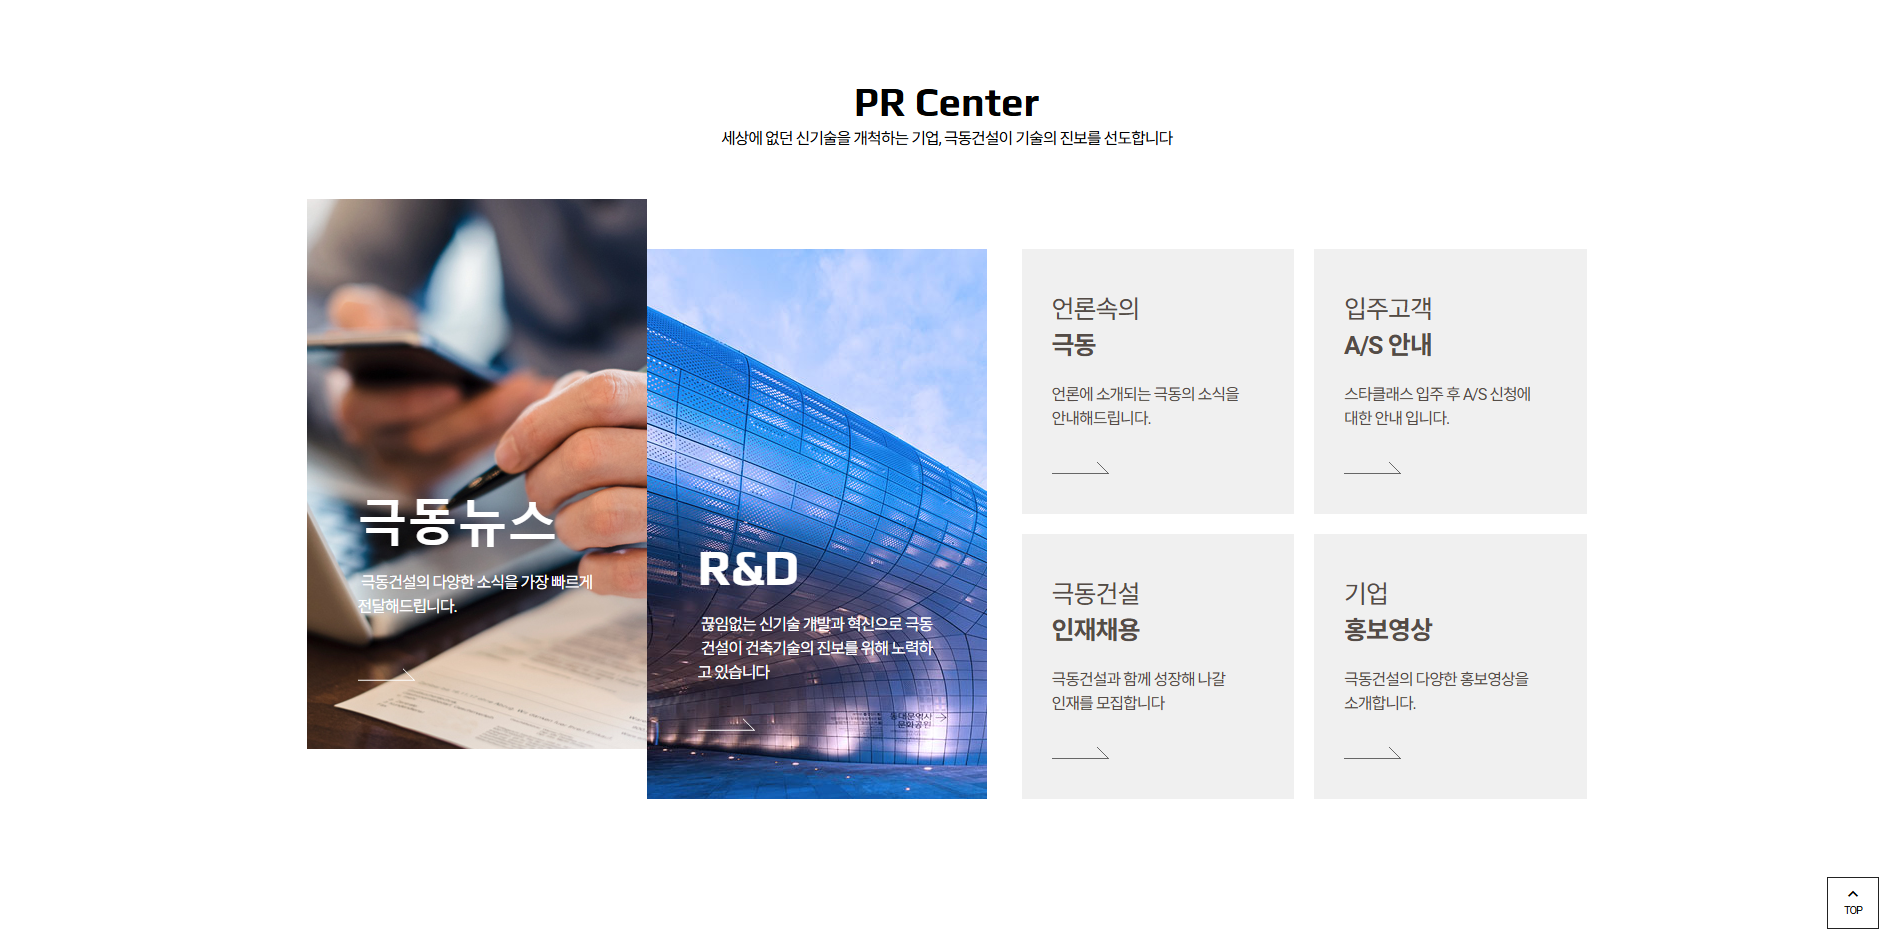 PR Center
세상에 없던 신기술을 개척하는 기업, 극동건설이 기술의 진보를 선도합니다
극동뉴스
극동건설의 다양한 소식을 가장 빠르게
전달해드립니다.
R&D
끊임없는 신기술 개발과 혁신으로 극동
건설이 건축기술의 진보를 위해 노력하
고 있습니다
동대문역사
문화공원
언론속의
극동
언론에 소개되는 극동의 소식을
안내해드립니다.
입주고객
A/S 안내
스타클래스 입주 후 A/S 신청에
대한 안내 입니다.
극동건설
인재채용
극동건설과 함께 성장해 나갈
인재를 모집합니다
기업
홍보영상
극동건설의 다양한 홍보영상을
소개합니다.
TOP